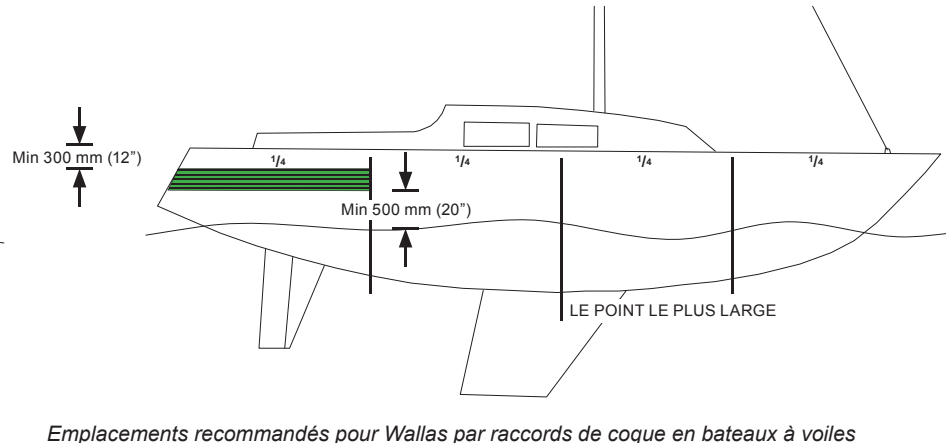 1/4
1/4
1/4
1/4
Min 300 mm (12”)
Min 500 mm (20”)
LE POINT LE PLUS LARGE
Emplacements recommandés pour Wallas par raccords de coque en bateaux à voiles